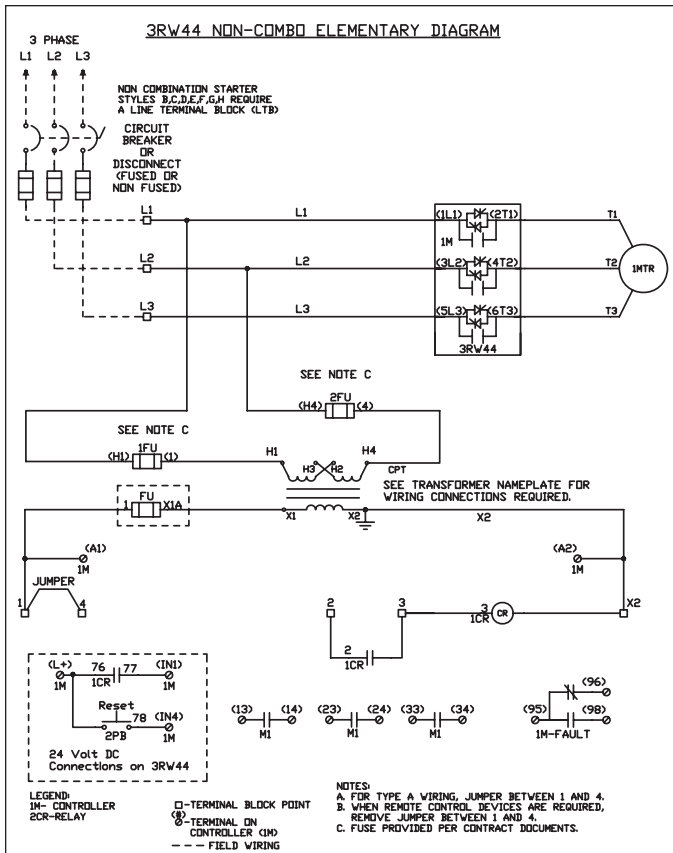 3RW44 NON-COMBO ELEMENTARY DIAGRAM
3 PHASE
L1 L2 L3
NON COMBINATION STARTER
STYLES B,C,D,E,F,G,H REQUIRE
A LINE TERMINAL BLOCK (LTB)
CIRCUIT
BREAKER
OR
DISCONNECT
(FUSED OR
NON FUSED)
L1 L1 (1L1) (2T1) T1
1M
L2 L2 (3L2) (4T2) T2
1MTR
L3 L3 (5L3) (6T3) T3
3RW44
SEE NOTE C
2FU
(H4) (4)
SEE NOTE C
1FU
(H1) (1)
H1 H3 H2 H4
CPT
SEE TRANSFORMER NAMEPLATE FOR
WIRING CONNECTIONS REQUIRED.
1 FU X1A
X1 X2 X2
(A1)
1M
(A2)
1M
JUMPER
1 4 2 3 3 CR X2
1CR
2
1CR
(L+) 76 77 (IN1)
1M 1CR 1M
Reset
78 (IN4)
2PB 1M
24 Volt DC
Connections on 3RW44
(13) (14) (23) (24) (33) (34)
M1 M1 M1
(96)
(95) (98)
1M-FAULT
LEGEND:
1M- CONTROLLER
2CR-RELAY
□-TERMINAL BLOCK POINT
(#)
⊘-TERMINAL ON
CONTROLLER (1M)
--- FIELD WIRING
NOTES:
A. FOR TYPE A WIRING, JUMPER BETWEEN 1 AND 4.
B. WHEN REMOTE CONTROL DEVICES ARE REQUIRED,
REMOVE JUMPER BETWEEN 1 AND 4.
C. FUSE PROVIDED PER CONTRACT DOCUMENTS.